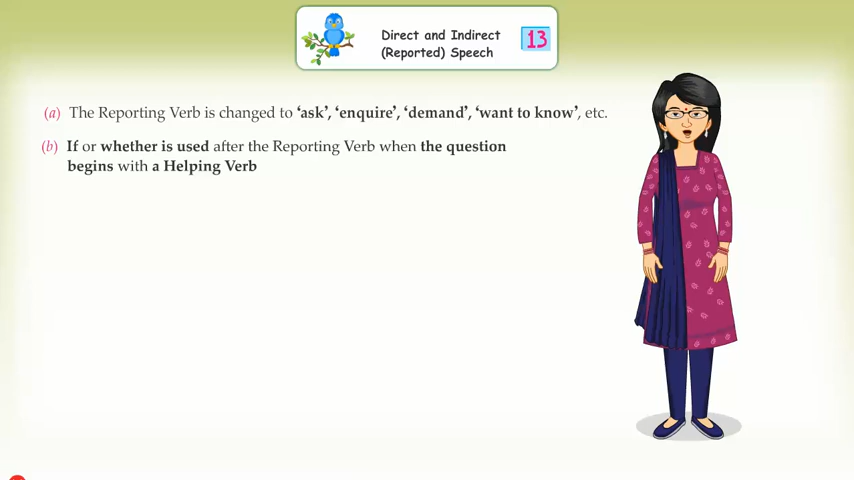 Direct and Indirect
(Reported) Speech
13
(a) The Reporting Verb is changed to ‘ask’, ‘enquire’, ‘demand’, ‘want to know’, etc.
(b) If or whether is used after the Reporting Verb when the question
begins with a Helping Verb